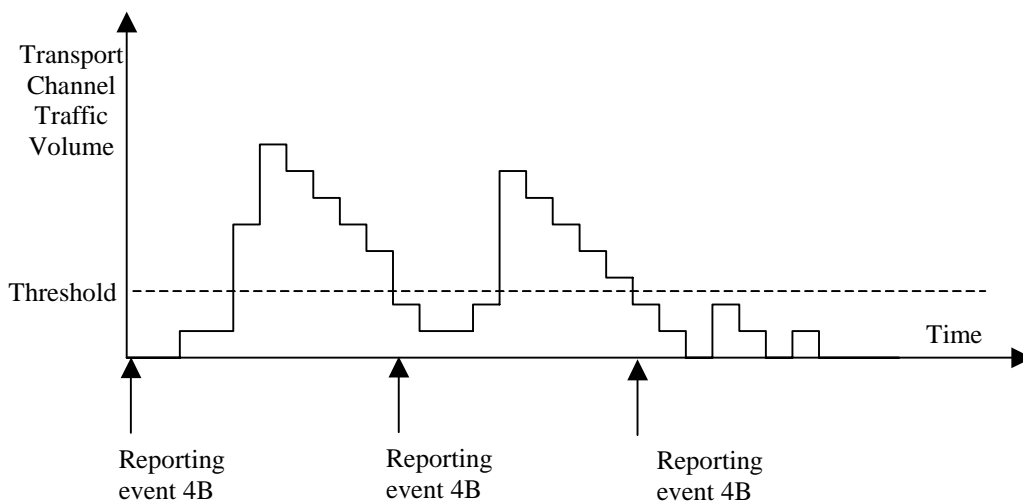 Transport
Channel
Traffic
Volume
Threshold
Time
Reporting
event 4B
Reporting
event 4B
Reporting
event 4B